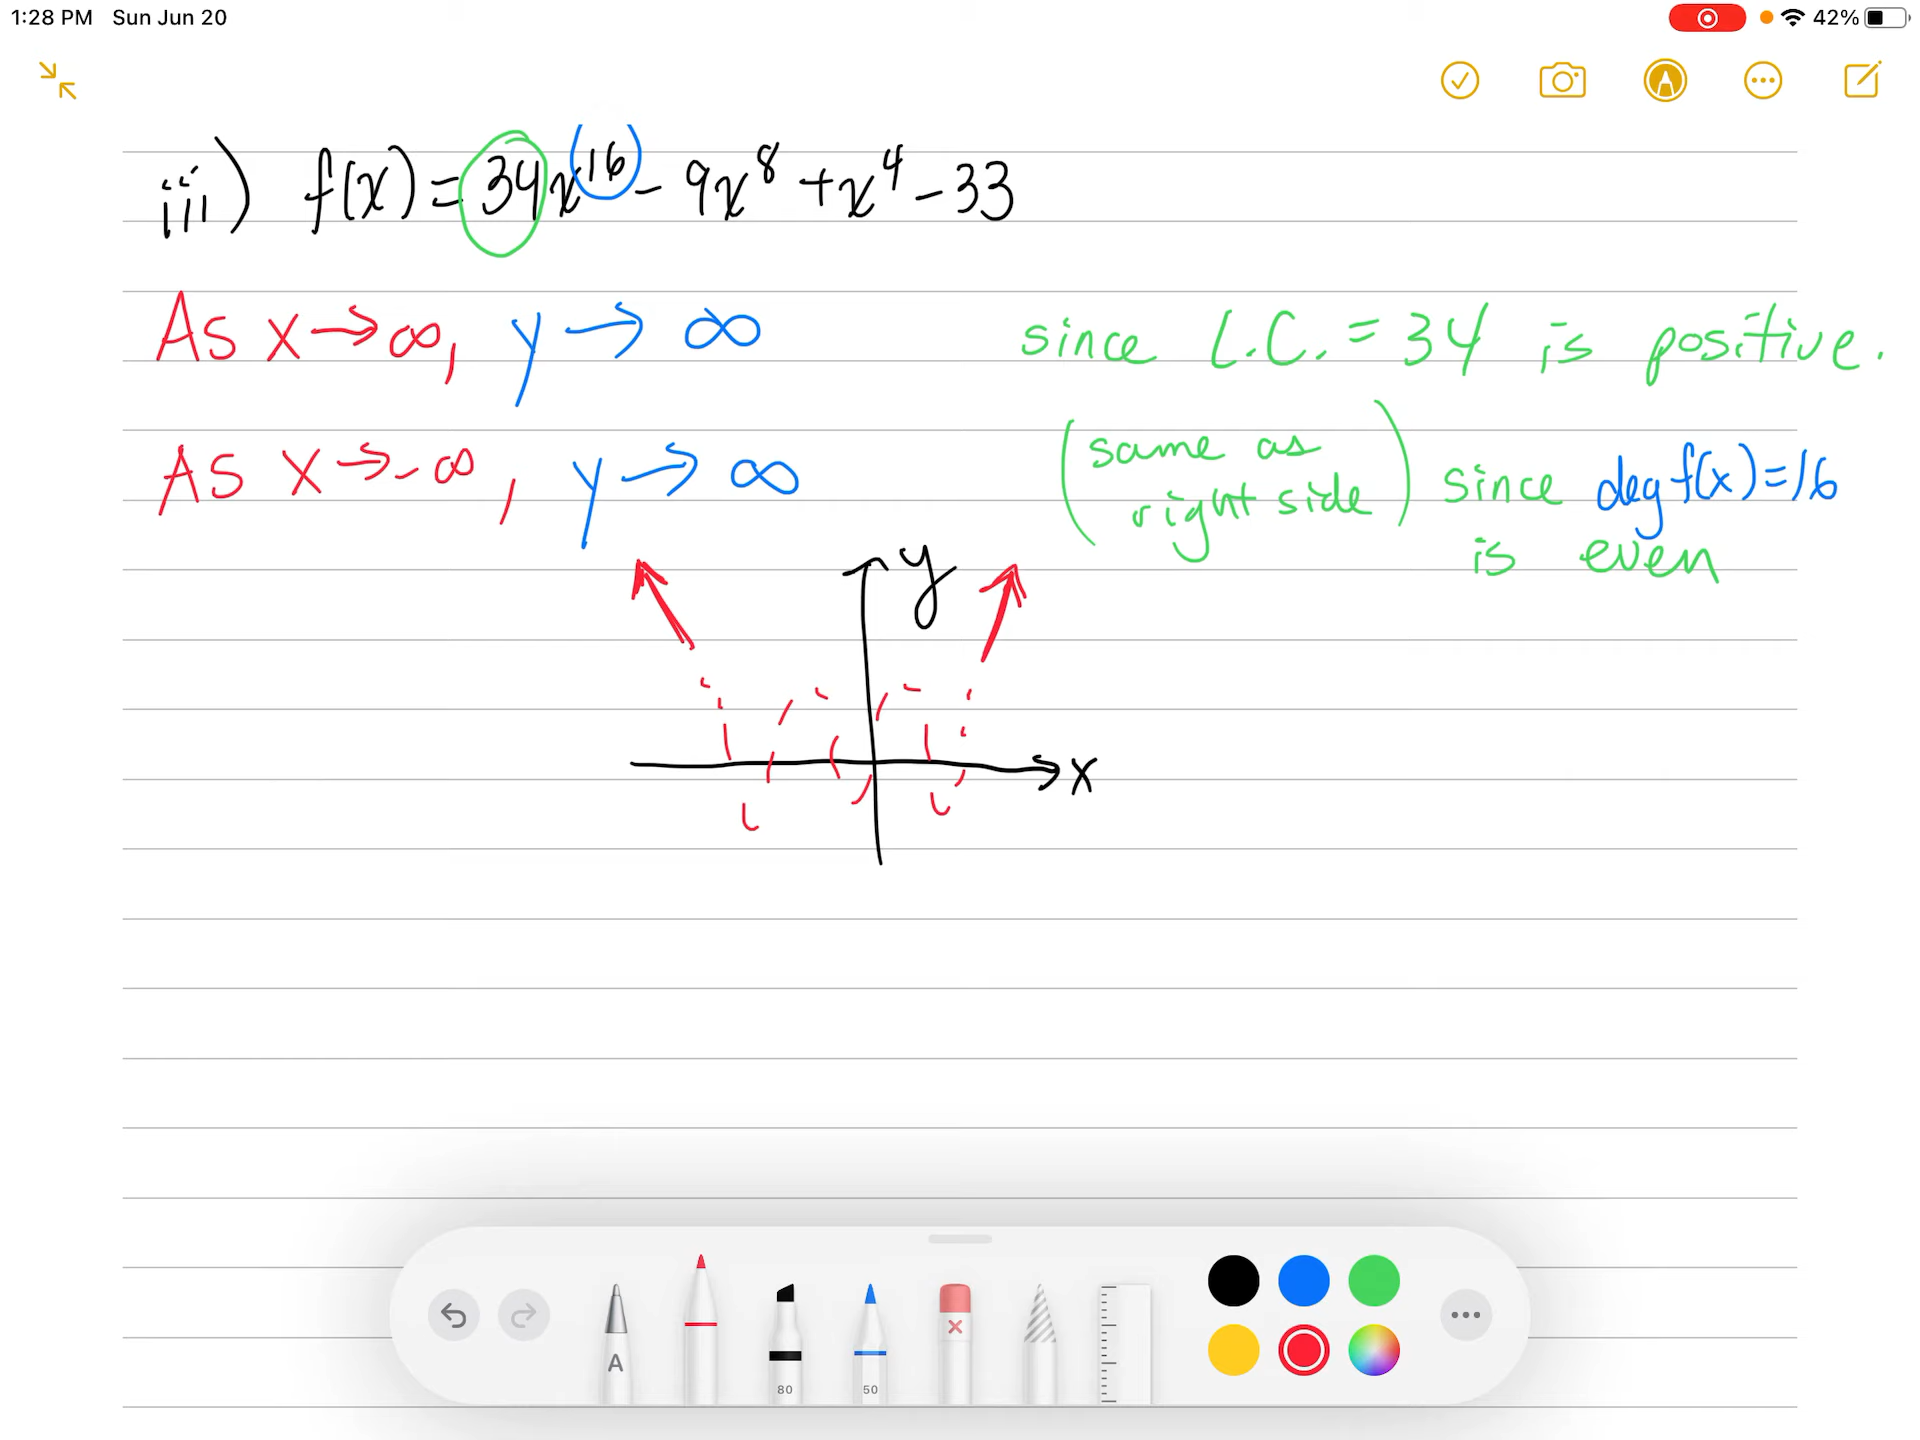 1:28 PM Sun Jun 20
42%
iii) f(x) = 34x^16 - 9x^8 + x^4 - 33
As x → ∞, y → ∞ since L.C. = 34 is positive.
As x → -∞, y → ∞ (same as right side) since deg f(x) = 16
is even
y
x
A
80
50